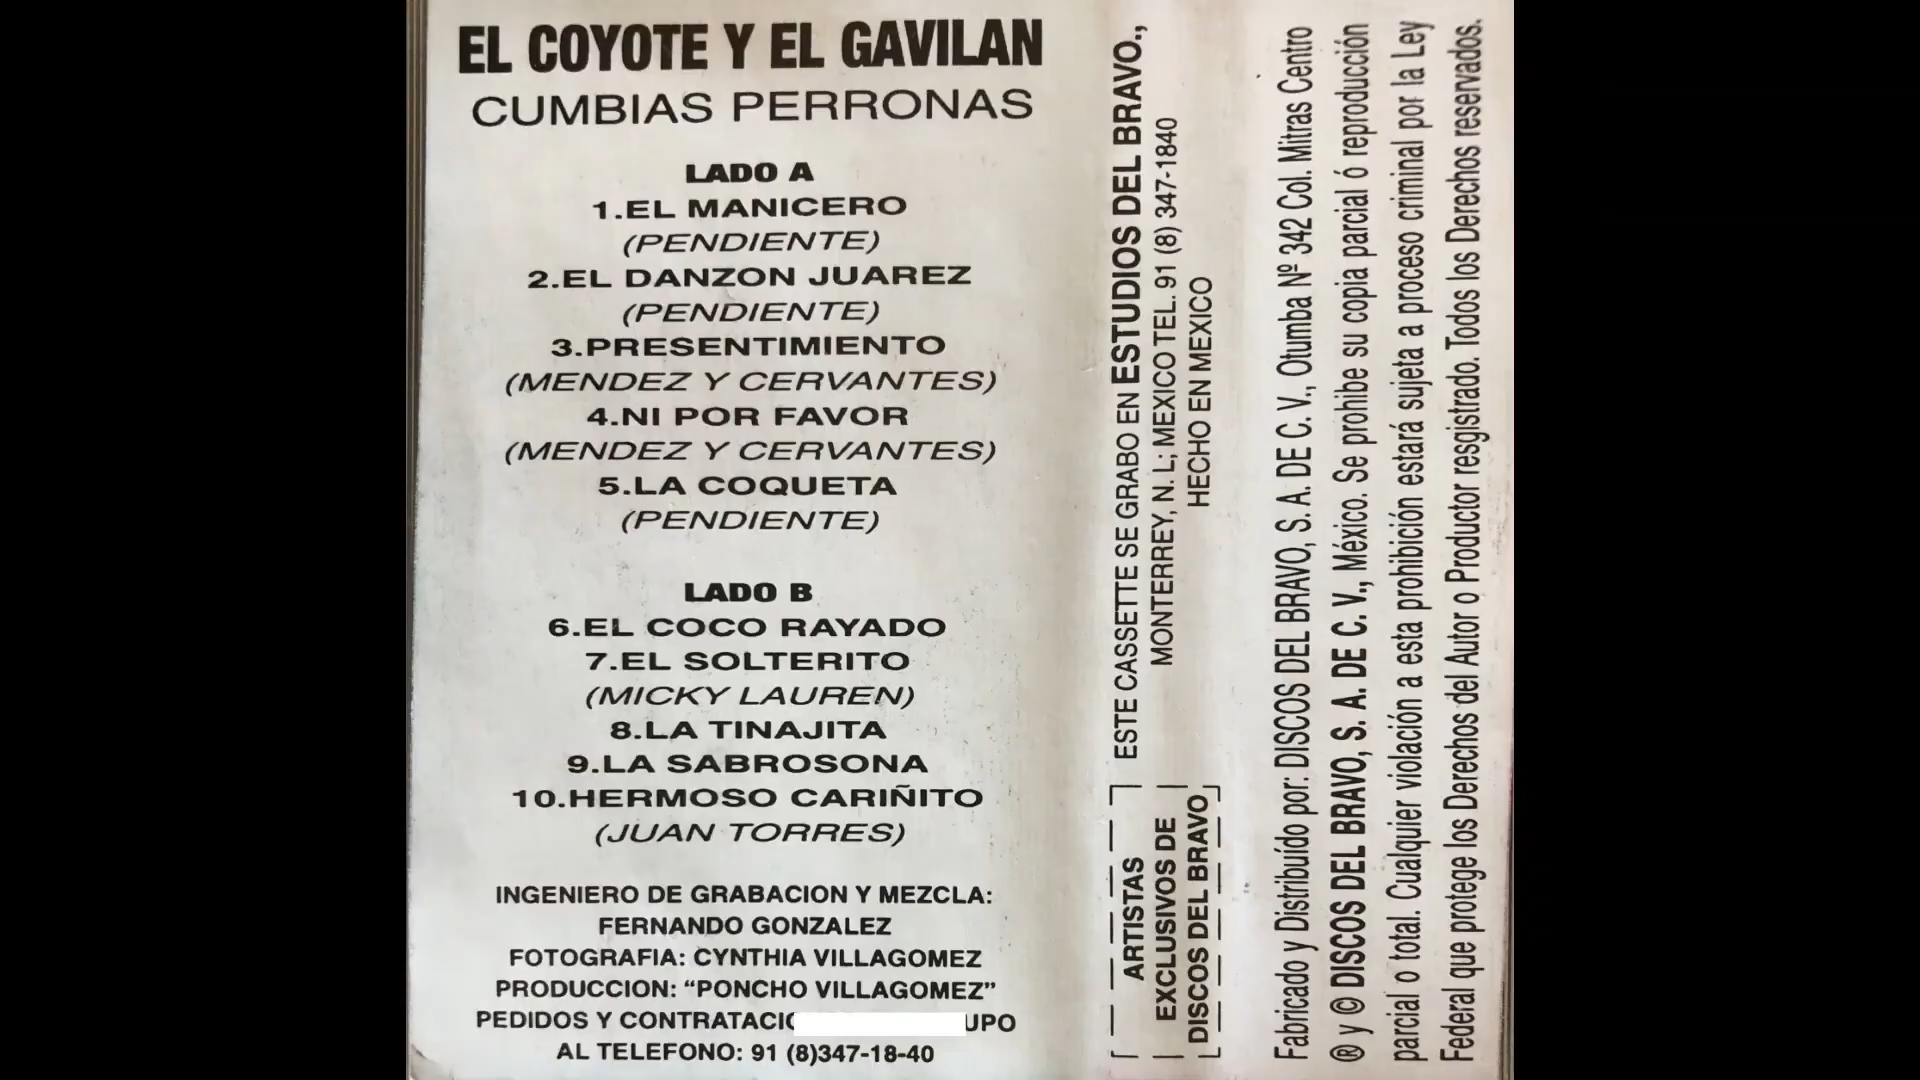 EL COYOTE Y EL GAVILAN
CUMBIAS PERRONAS
LADO A
1.EL MANICERO
(PENDIENTE)
2.EL DANZON JUAREZ
(PENDIENTE)
3.PRESENTIMIENTO
(MENDEZ Y CERVANTES)
4.NI POR FAVOR
(MENDEZ Y CERVANTES)
5.LA COQUETA
(PENDIENTE)
LADO B
6.EL COCO RAYADO
7.EL SOLTERITO
(MICKY LAUREN)
8.LA TINAJITA
9.LA SABROSONA
10.HERMOSO CARIÑITO
(JUAN TORRES)
INGENIERO DE GRABACION Y MEZCLA:
FERNANDO GONZALEZ
FOTOGRAFIA: CYNTHIA VILLAGOMEZ
PRODUCCION: “PONCHO VILLAGOMEZ”
PEDIDOS Y
AL TELEFONO: 91 (8)347-18-40
ESTE CASSETTE SE GRABO EN ESTUDIOS DEL BRAVO.,
MONTERREY, N. L; MEXICO TEL. 91 (8) 347-1840
HECHO EN MEXICO
ARTISTAS
EXCLUSIVOS DE
DISCOS DEL BRAVO
Fabricado y Distribuído por: DISCOS DEL BRAVO, S. A. DE C. V., Otumba Nº 342 Col. Mitras Centro
® y © DISCOS DEL BRAVO, S. A. DE C. V., México. Se prohibe su copia parcial ó reproducción
parcial o total. Cualquier violación a esta prohibición estará sujeta a proceso criminal por la Ley
Federal que protege los Derechos del Autor o Productor resgistrado. Todos los Derechos reservados.